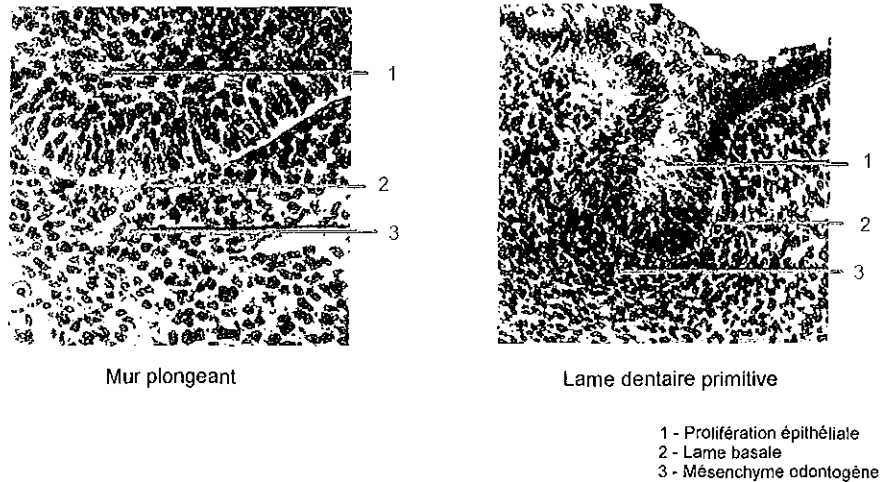 1
2
3
Mur plongeant
1
2
3
Lame dentaire primitive
1 - Prolifération épithéliale
2 - Lame basale
3 - Mésenchyme odontogène